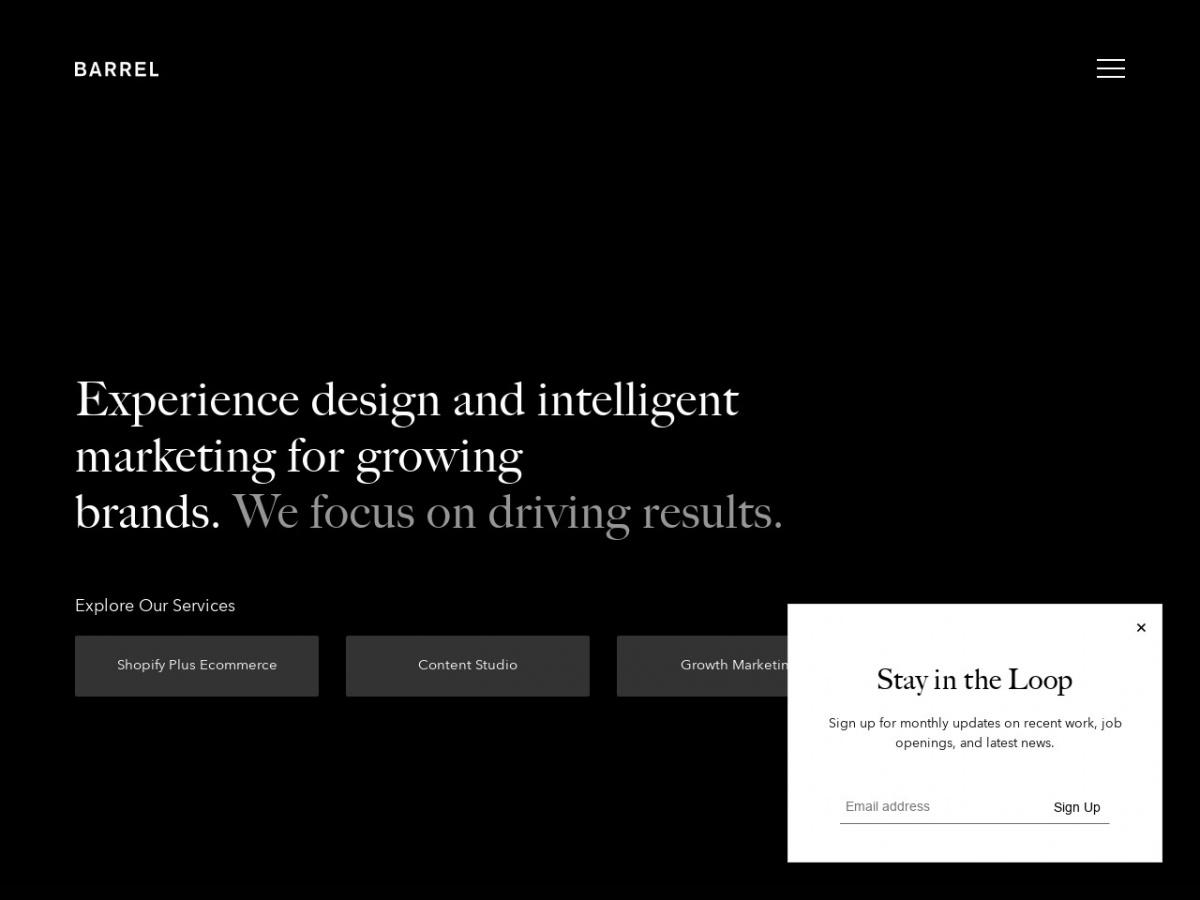 BARREL
Experience design and intelligent
marketing for growing
brands. We focus on driving results.
Explore Our Services
Shopify Plus Ecommerce
Content Studio
Growth
Stay in the Loop
Sign up for monthly updates on recent work, job
openings, and latest news.
Email address
Sign Up